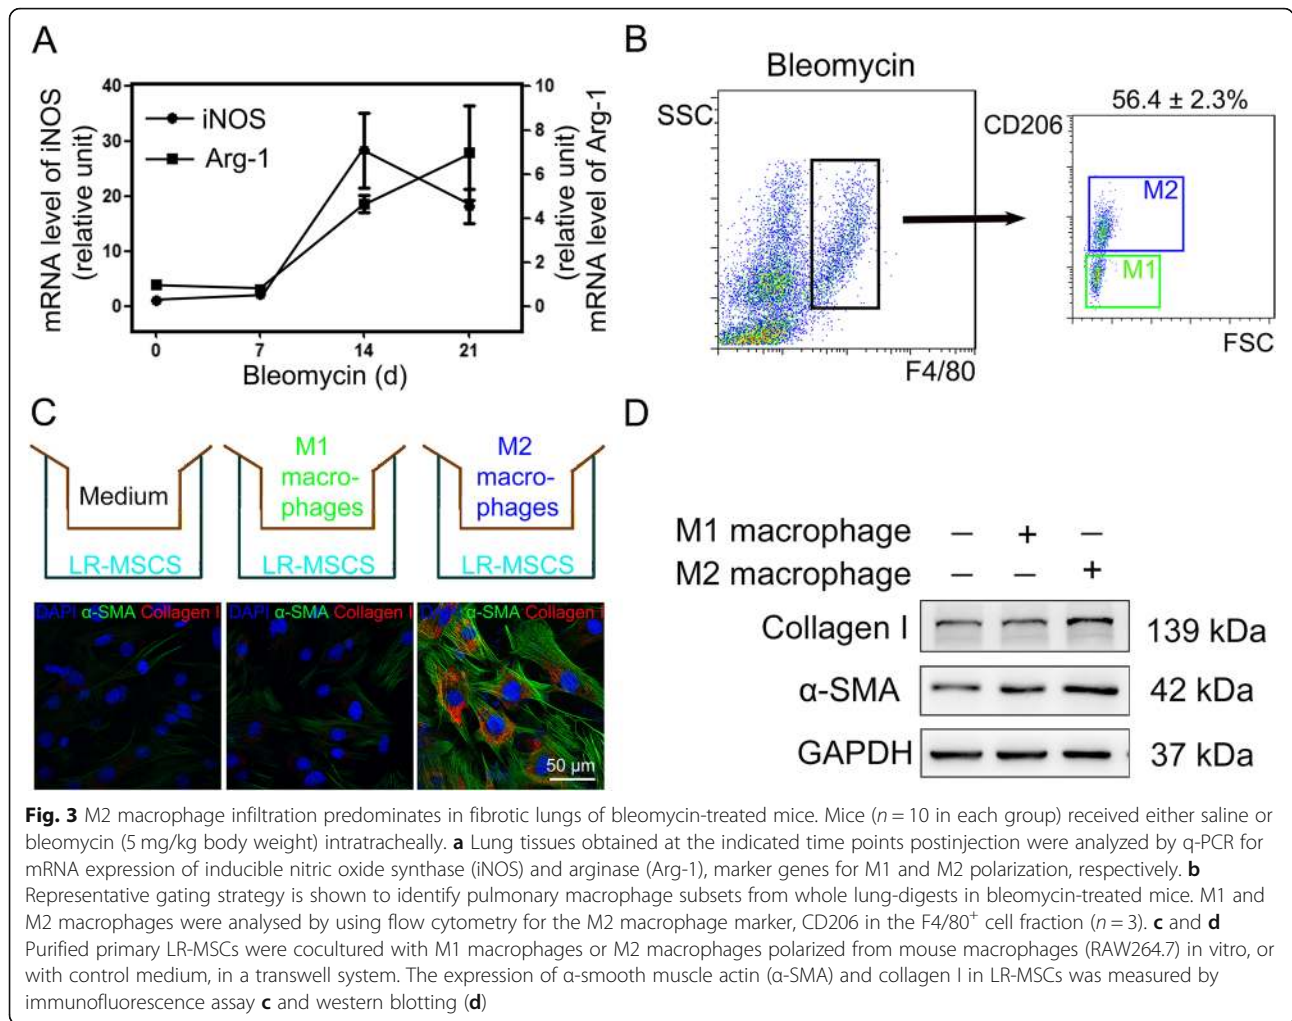 A
mRNA level of iNOS
(relative unit)
40
30
20
10
0
iNOS
Arg-1
10
8
6
4
2
0
(relative unit)
mRNA level of Arg-1
0 7 14 21
Bleomycin (d)
B
Bleomycin
SSC
F4/80
56.4 ± 2.3%
CD206
M2
M1
FSC
C
Medium
LR-MSCS
M1
macro-
phages
LR-MSCS
M2
macro-
phages
LR-MSCS
DAPI α-SMA Collagen I
DAPI α-SMA Collagen I
DAPI α-SMA Collagen I
50 µm
D
M1 macrophage − + −
M2 macrophage − − +
Collagen I 139 kDa
α-SMA 42 kDa
GAPDH 37 kDa
Fig. 3 M2 macrophage infiltration predominates in fibrotic lungs of bleomycin-treated mice. Mice (n = 10 in each group) received either saline or
bleomycin (5 mg/kg body weight) intratracheally. a Lung tissues obtained at the indicated time points postinjection were analyzed by q-PCR for
mRNA expression of inducible nitric oxide synthase (iNOS) and arginase (Arg-1), marker genes for M1 and M2 polarization, respectively. b
Representative gating strategy is shown to identify pulmonary macrophage subsets from whole lung-digests in bleomycin-treated mice. M1 and
M2 macrophages were analysed by using flow cytometry for the M2 macrophage marker, CD206 in the F4/80⁺ cell fraction (n = 3). c and d
Purified primary LR-MSCs were cocultured with M1 macrophages or M2 macrophages polarized from mouse macrophages (RAW264.7) in vitro, or
with control medium, in a transwell system. The expression of α-smooth muscle actin (α-SMA) and collagen I in LR-MSCs was measured by
immunofluorescence assay c and western blotting (d)